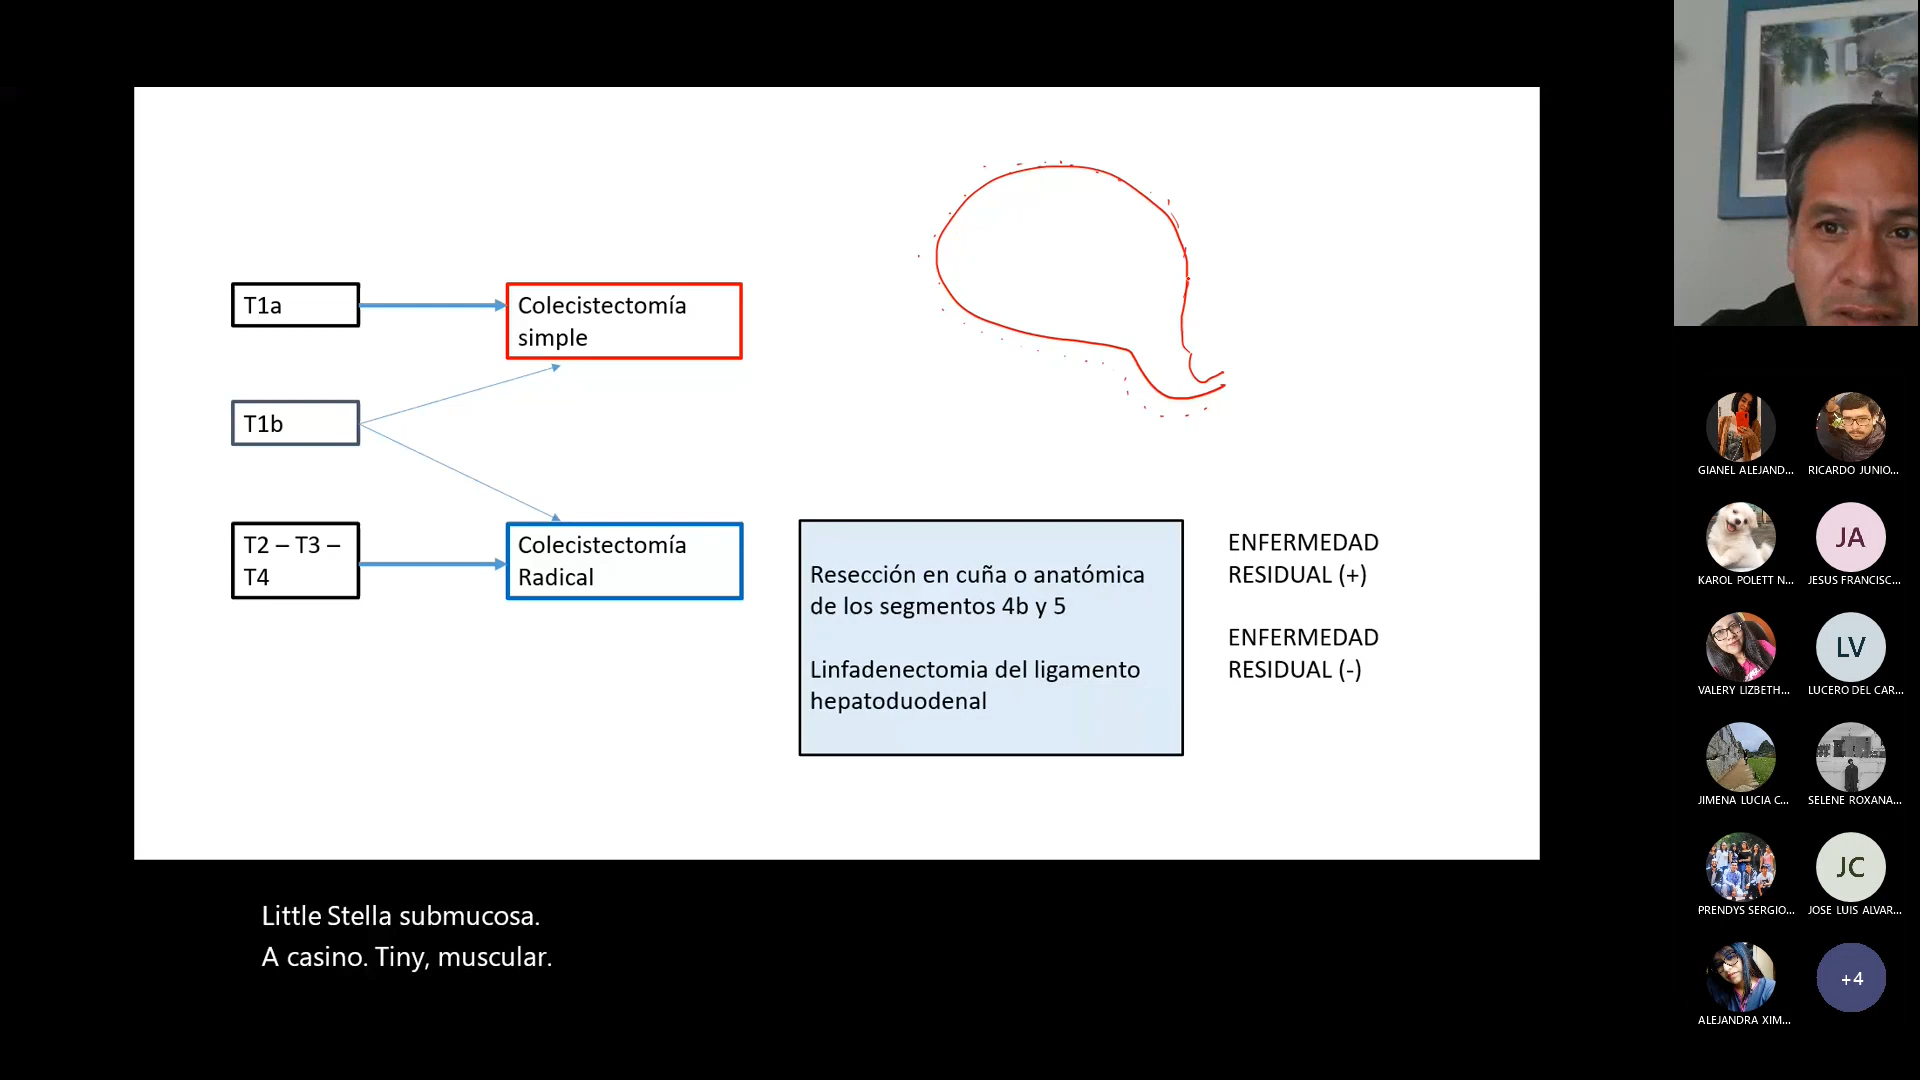 T1a
Colecistectomía
simple
T1b
T2 – T3 –
T4
Colecistectomía
Radical
Resección en cuña o anatómica
de los segmentos 4b y 5
Linfadenectomia del ligamento
hepatoduodenal
ENFERMEDAD
RESIDUAL (+)
ENFERMEDAD
RESIDUAL (-)
Little Stella submucosa.
A casino. Tiny, muscular.
GIANEL ALEJAND...
RICARDO JUNIO...
KAROL POLETT N...
JA
JESUS FRANCISC...
VALERY LIZBETH...
LV
LUCERO DEL CAR...
JIMENA LUCIA C...
SELENE ROXANA...
PRENDYS SERGIO...
JC
JOSE LUIS ALVAR...
ALEJANDRA XIM...
+4